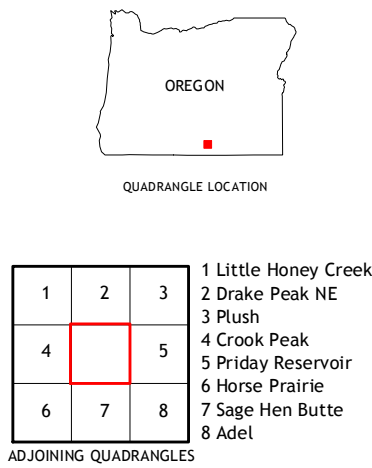 OREGON
QUADRANGLE LOCATION
1 2 3
4 5
6 7 8
ADJOINING QUADRANGLES
1 Little Honey Creek
2 Drake Peak NE
3 Plush
4 Crook Peak
5 Priday Reservoir
6 Horse Prairie
7 Sage Hen Butte
8 Adel